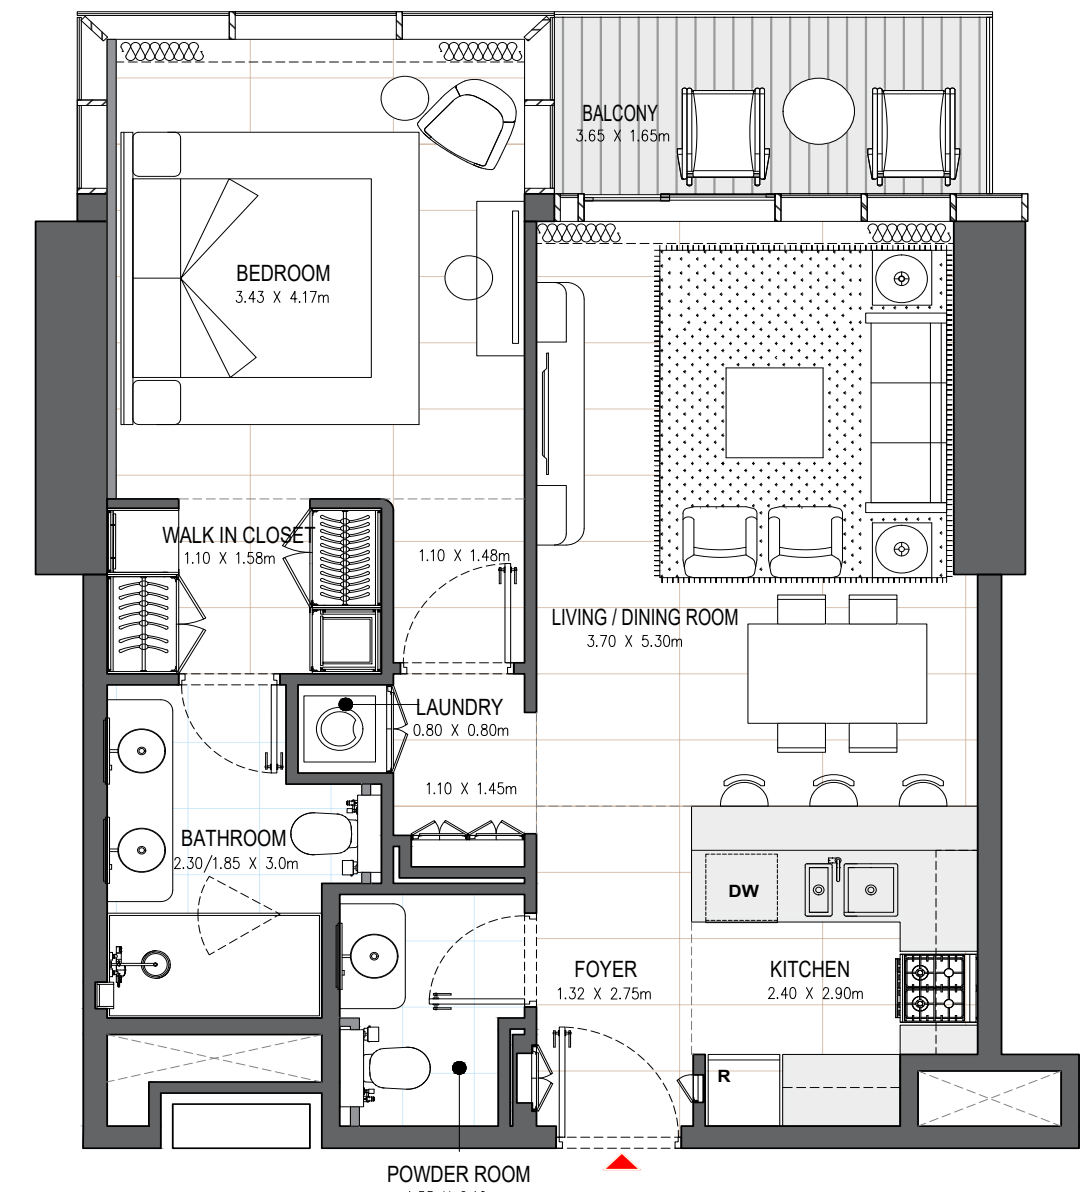 BALCONY
3.65 X 1.65m
BEDROOM
3.43 X 4.17m
WALK IN CLOSET
1.10 X 1.58m
1.10 X 1.48m
LIVING / DINING ROOM
3.70 X 5.30m
LAUNDRY
0.80 X 0.80m
1.10 X 1.45m
BATHROOM
2.30/1.85 X 3.0m
DW
FOYER
1.32 X 2.75m
KITCHEN
2.40 X 2.90m
R
POWDER ROOM